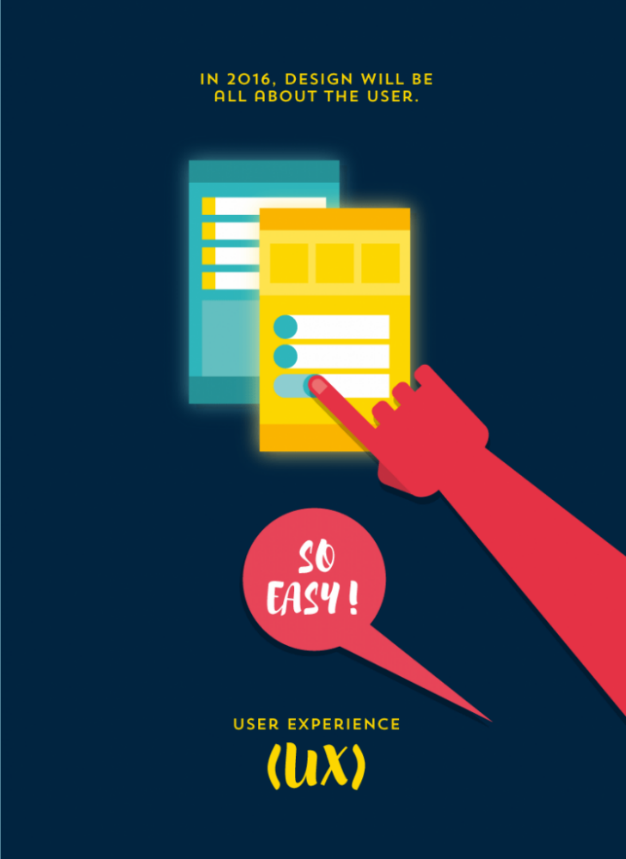 IN 2016, DESIGN WILL BE
ALL ABOUT THE USER.
SO
EASY!
USER EXPERIENCE
(UX)